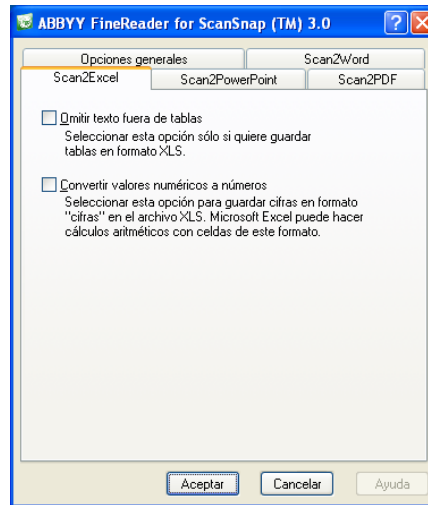 ABBYY FineReader for ScanSnap (TM) 3.0
Opciones generales Scan2Word
Scan2Excel Scan2PowerPoint Scan2PDF
Omitir texto fuera de tablas
Seleccionar esta opción sólo si quiere guardar
tablas en formato XLS.
Convertir valores numéricos a números
Seleccionar esta opción para guardar cifras en formato
"cifras" en el archivo XLS. Microsoft Excel puede hacer
cálculos aritméticos con celdas de este formato.
Aceptar Cancelar Ayuda